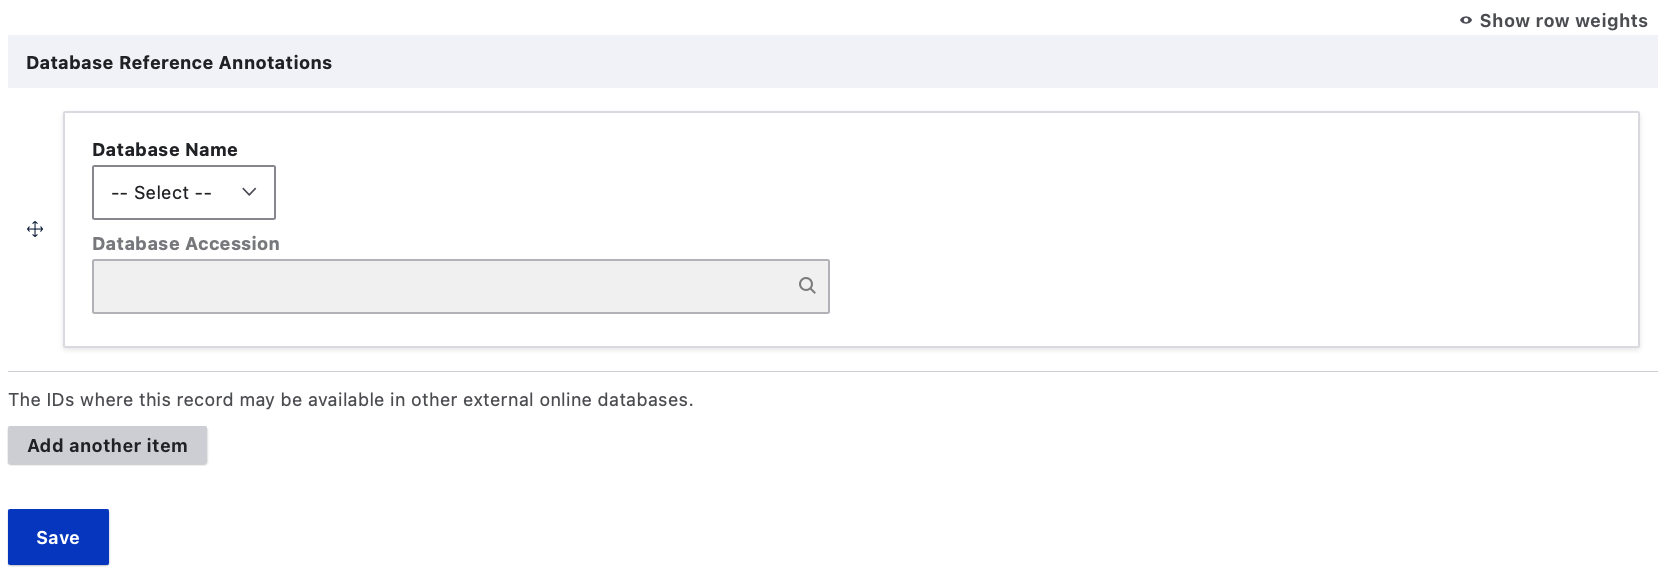 Show row weights
Database Reference Annotations
Database Name
-- Select --
Database Accession
The IDs where this record may be available in other external online databases.
Add another item
Save